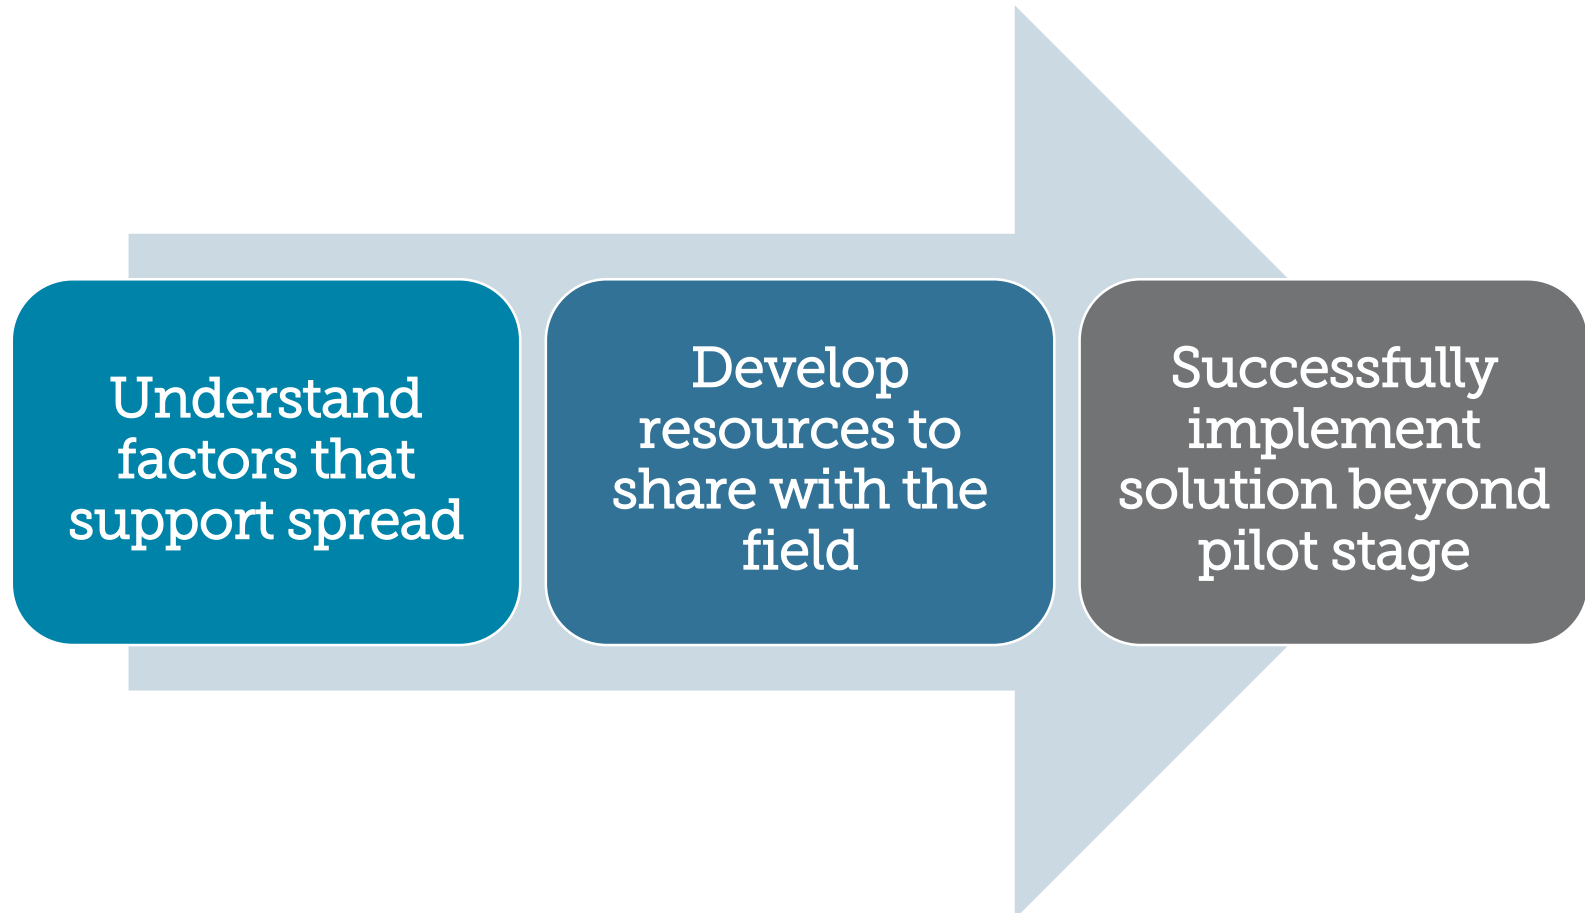 Understand
factors that
support spread
Develop
resources to
share with the
field
Successfully
implement
solution beyond
pilot stage